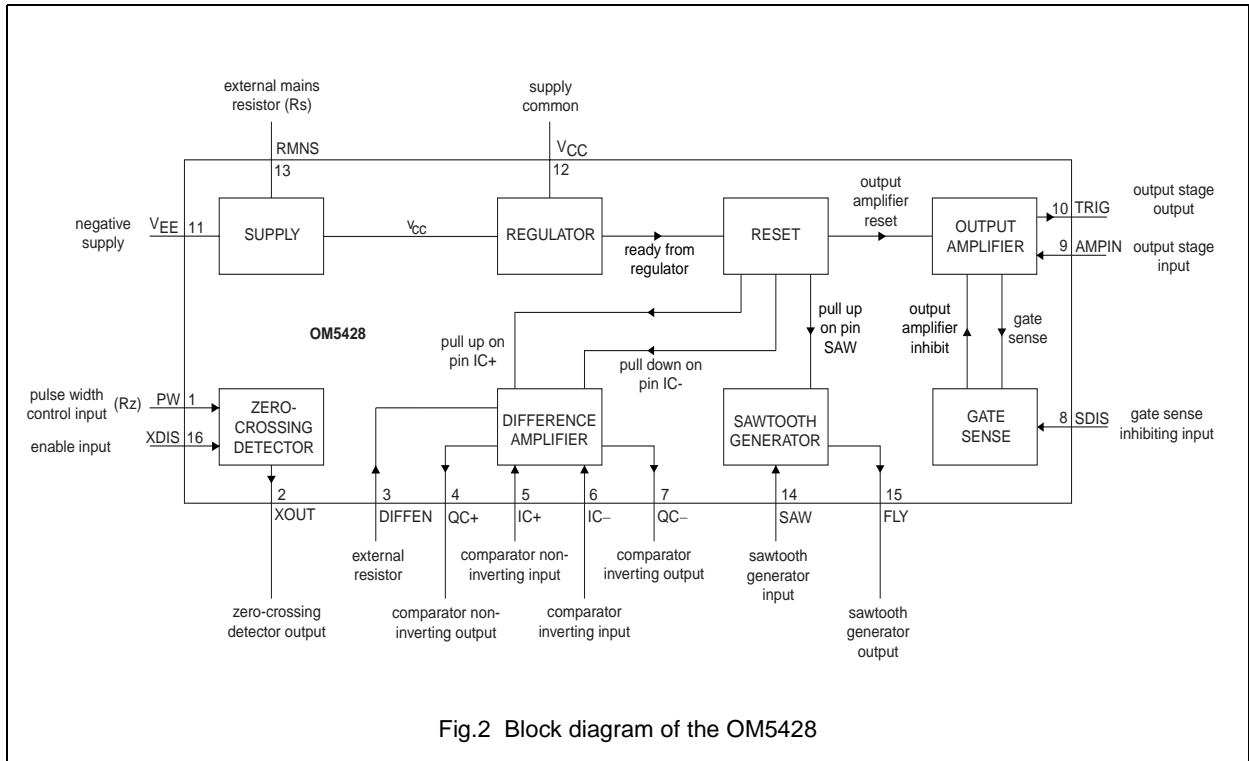 external mains
resistor (Rs)
supply
common
RMNS
13
VCC
12
negative
supply
VEE 11
SUPPLY
VCC
REGULATOR
ready from
regulator
RESET
output
amplifier
reset
OUTPUT
AMPLIFIER
10 TRIG
output stage
output
9 AMPIN
output stage
input
OM5428
pull up on
pin IC+
pull down on
pin IC-
pull up
on pin
SAW
output
amplifier
inhibit
gate
sense
pulse width
control input (Rz)
PW 1
enable input
XDIS 16
ZERO-
CROSSING
DETECTOR
DIFFERENCE
AMPLIFIER
SAWTOOTH
GENERATOR
GATE
SENSE
8 SDIS
gate sense
inhibiting input
2
XOUT
3
DIFFEN
4
QC+
5
IC+
6
IC−
7
QC−
14
SAW
15
FLY
external
resistor
comparator non-
inverting input
comparator
inverting output
sawtooth
generator
input
zero-crossing
detector output
comparator non-
inverting output
comparator
inverting input
sawtooth
generator
output
Fig.2 Block diagram of the OM5428